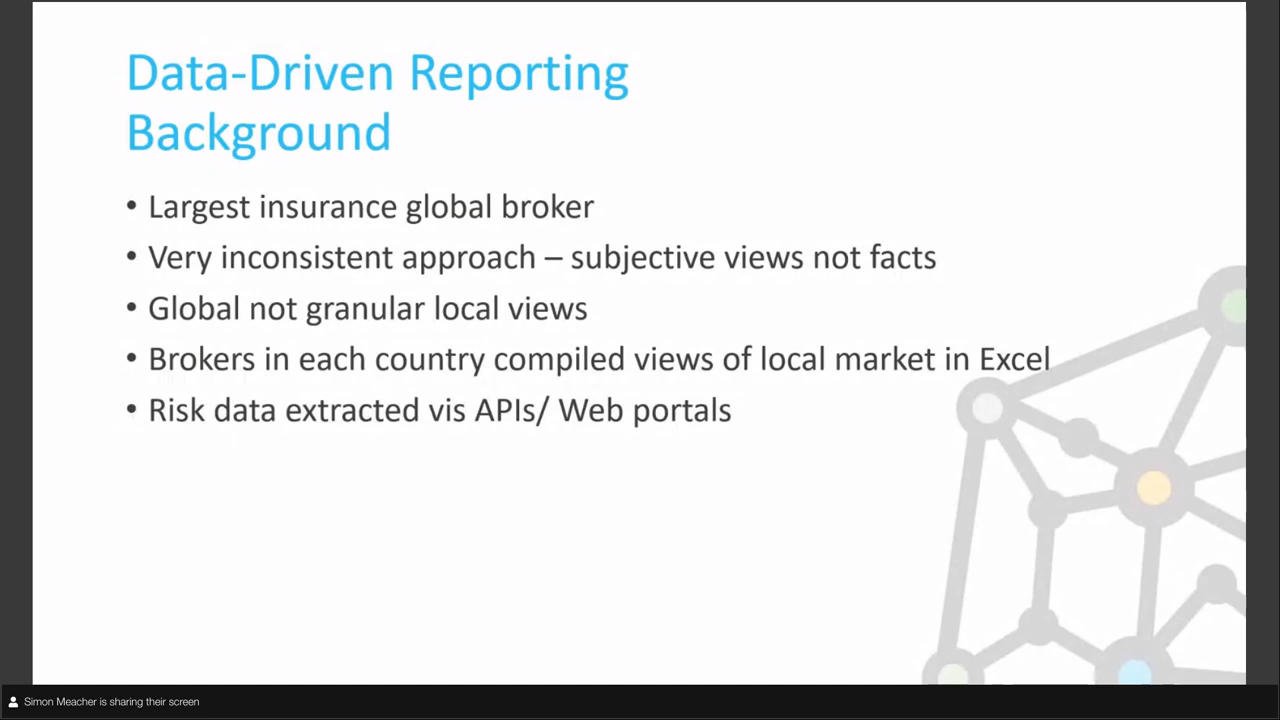 Data-Driven Reporting
Background
• Largest insurance global broker
• Very inconsistent approach – subjective views not facts
• Global not granular local views
• Brokers in each country compiled views of local market in Excel
• Risk data extracted vis APIs/ Web portals
Simon Meacher is sharing their screen